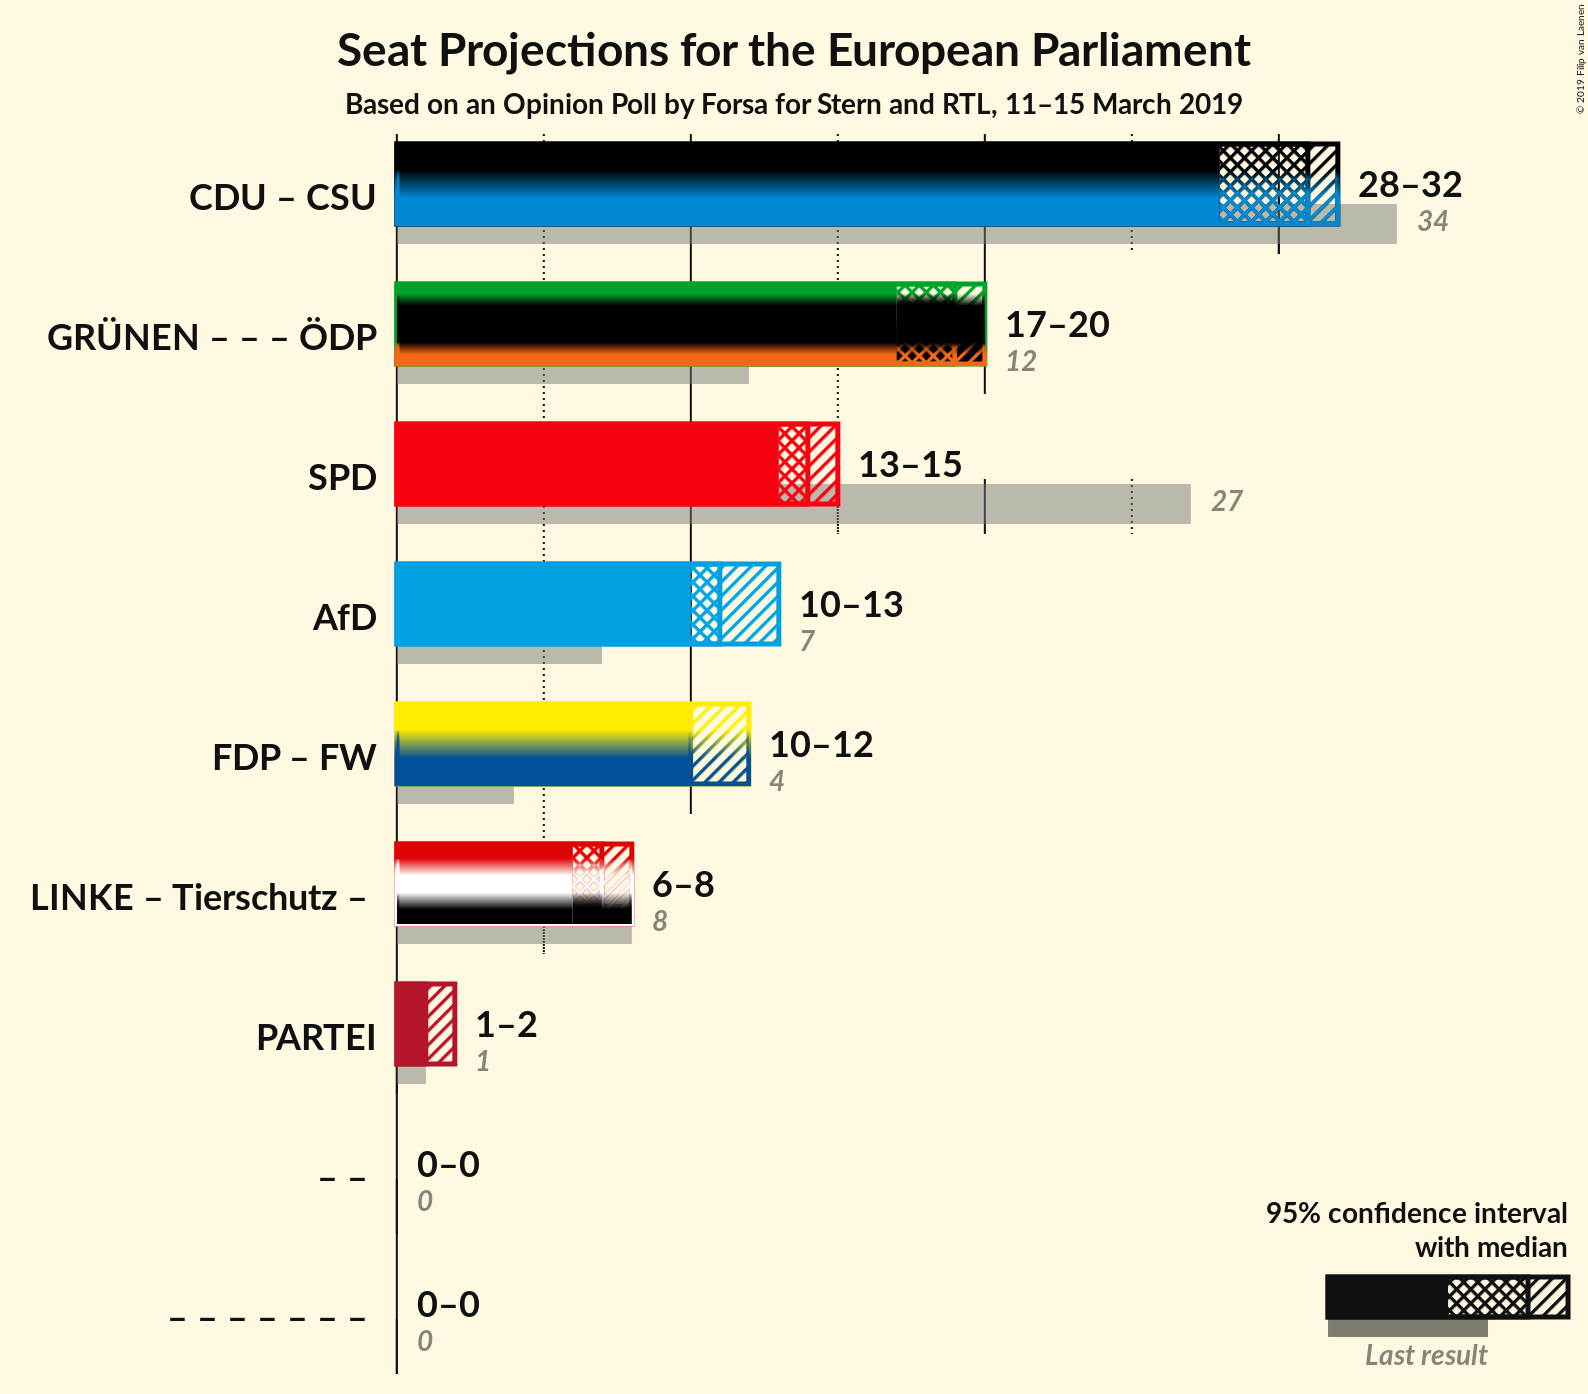 Seat Projections for the European Parliament
Based on an Opinion Poll by Forsa for Stern and RTL, 11–15 March 2019
© 2019 Filip van Laenen
CDU – CSU
28–32
34
GRÜNEN – – – ÖDP
17–20
12
SPD
13–15
27
AfD
10–13
7
FDP – FW
10–12
4
LINKE – Tierschutz –
6–8
8
PARTEI
1–2
1
– –
0–0
0
– – – – – – –
0–0
0
95% confidence interval
with median
Last result